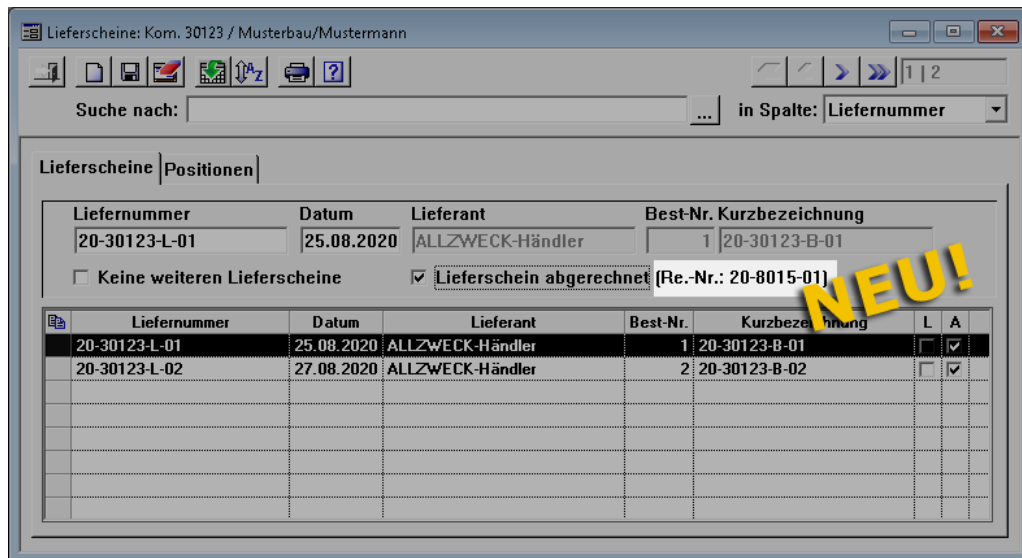 Lieferscheine: Kom. 30123 / Musterbau/Mustermann
1 | 2
Suche nach: ... in Spalte: Liefernummer
Lieferscheine Positionen
Liefernummer Datum Lieferant Best-Nr. Kurzbezeichnung
20-30123-L-01 25.08.2020 ALLZWECK-Händler 1 20-30123-B-01
Keine weiteren Lieferscheine Lieferschein abgerechnet (Re.-Nr.: 20-8015-01)
NEU!
Liefernummer Datum Lieferant Best-Nr. Kurzbezeichnung L A
20-30123-L-01 25.08.2020 ALLZWECK-Händler 1 20-30123-B-01
20-30123-L-02 27.08.2020 ALLZWECK-Händler 2 20-30123-B-02